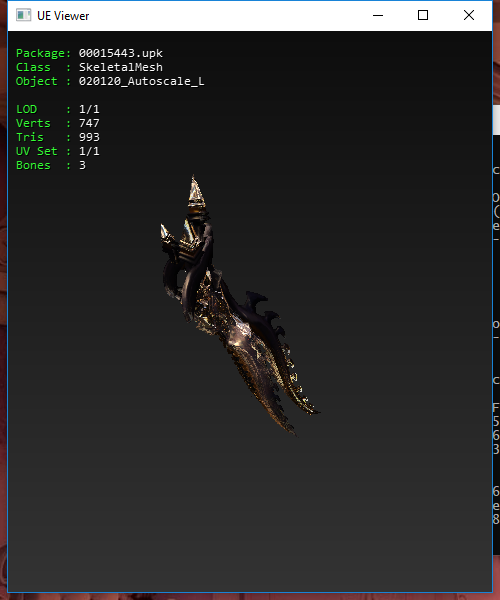 UE Viewer
Package: 00015443.upk
Class : SkeletalMesh
Object : 020120_Autoscale_L
LOD : 1/1
Verts : 747
Tris : 993
UV Set : 1/1
Bones : 3